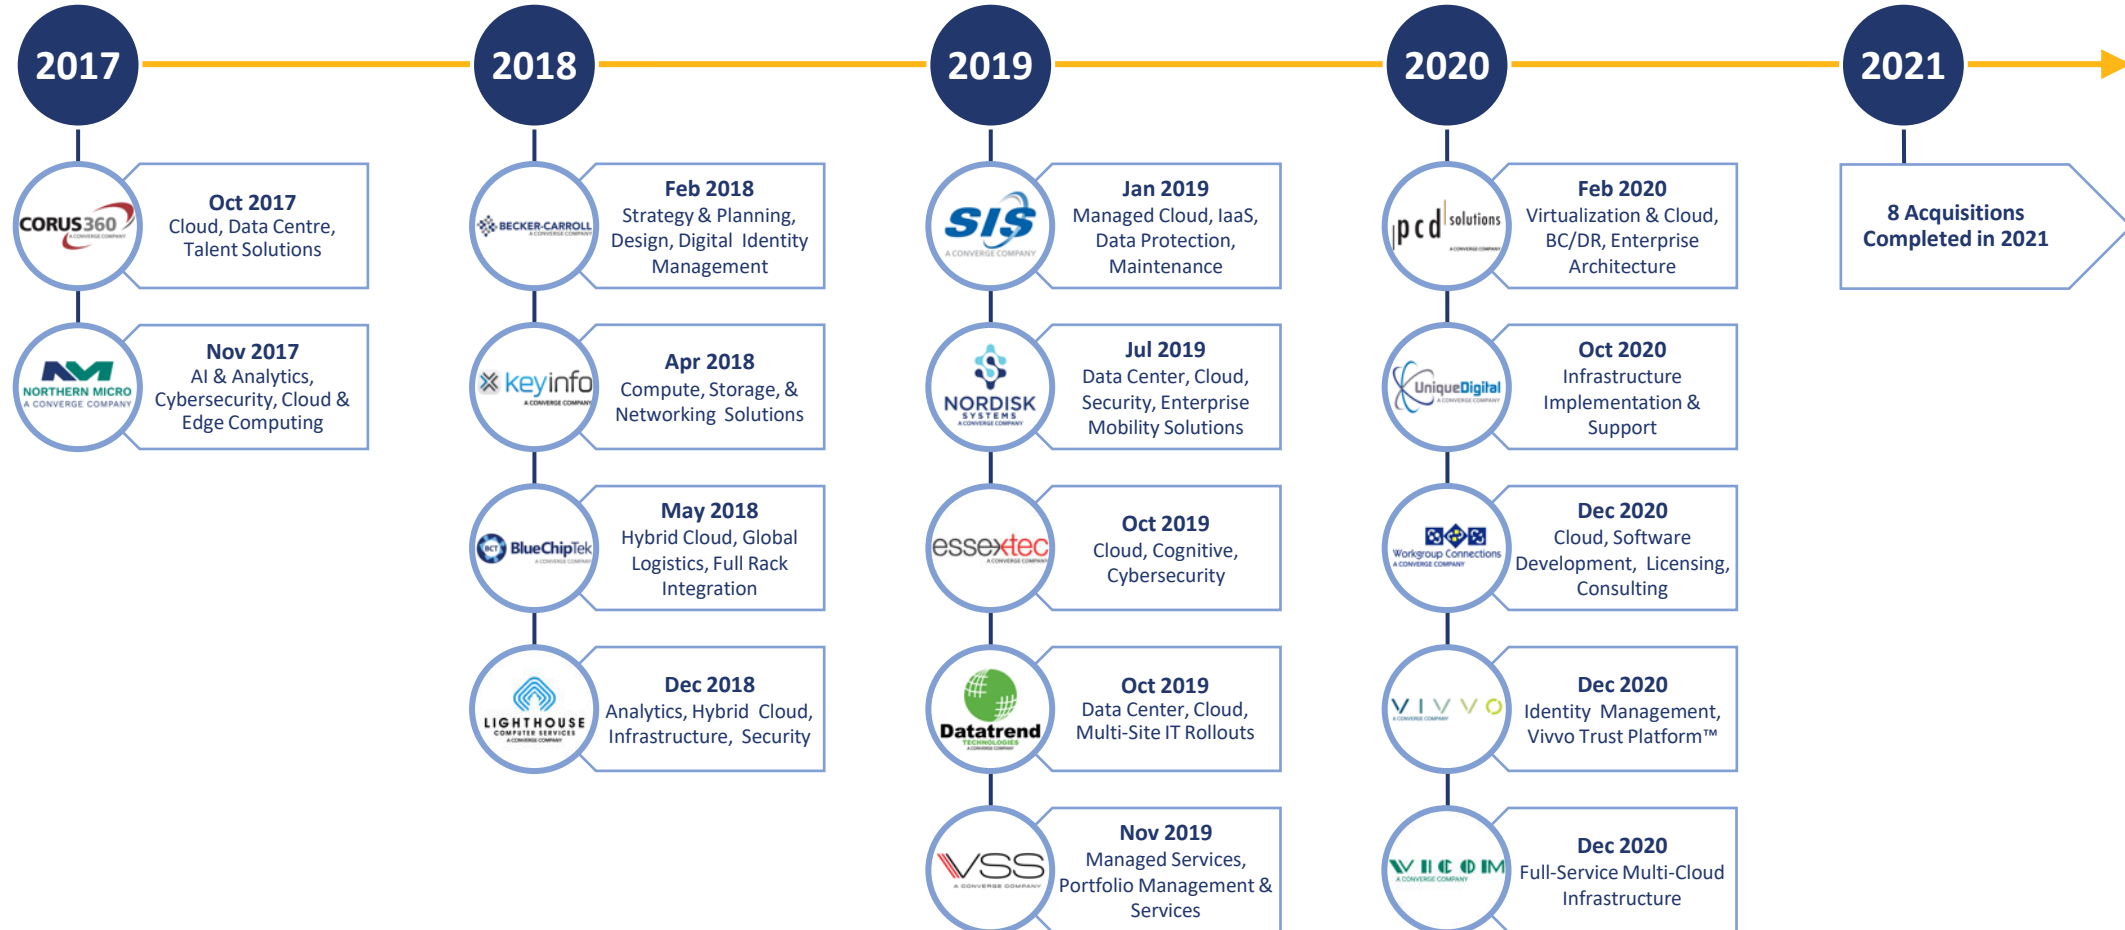 2017
2018
2019
2020
2021
CORUS360
A CONVERGE COMPANY
Oct 2017
Cloud, Data Centre,
Talent Solutions
NORTHERN MICRO
A CONVERGE COMPANY
Nov 2017
AI & Analytics,
Cybersecurity, Cloud &
Edge Computing
BECKER-CARROLL
A CONVERGE COMPANY
Feb 2018
Strategy & Planning,
Design, Digital Identity
Management
keyinfo
A CONVERGE COMPANY
Apr 2018
Compute, Storage, &
Networking Solutions
BCT BlueChipTek
A CONVERGE COMPANY
May 2018
Hybrid Cloud, Global
Logistics, Full Rack
Integration
LIGHTHOUSE
COMPUTER SERVICES
A CONVERGE COMPANY
Dec 2018
Analytics, Hybrid Cloud,
Infrastructure, Security
SIS
A CONVERGE COMPANY
Jan 2019
Managed Cloud, IaaS,
Data Protection,
Maintenance
NORDISK
SYSTEMS
A CONVERGE COMPANY
Jul 2019
Data Center, Cloud,
Security, Enterprise
Mobility Solutions
essextec
A CONVERGE COMPANY
Oct 2019
Cloud, Cognitive,
Cybersecurity
Datatrend
TECHNOLOGIES
A CONVERGE COMPANY
Oct 2019
Data Center, Cloud,
Multi-Site IT Rollouts
VSS
A CONVERGE COMPANY
Nov 2019
Managed Services,
Portfolio Management &
Services
pcd solutions
A CONVERGE COMPANY
Feb 2020
Virtualization & Cloud,
BC/DR, Enterprise
Architecture
UniqueDigital
A CONVERGE COMPANY
Oct 2020
Infrastructure
Implementation &
Support
Workgroup Connections
A CONVERGE COMPANY
Dec 2020
Cloud, Software
Development, Licensing,
Consulting
VIVVO
A CONVERGE COMPANY
Dec 2020
Identity Management,
Vivvo Trust Platform™
VICOM
A CONVERGE COMPANY
Dec 2020
Full-Service Multi-Cloud
Infrastructure
8 Acquisitions
Completed in 2021